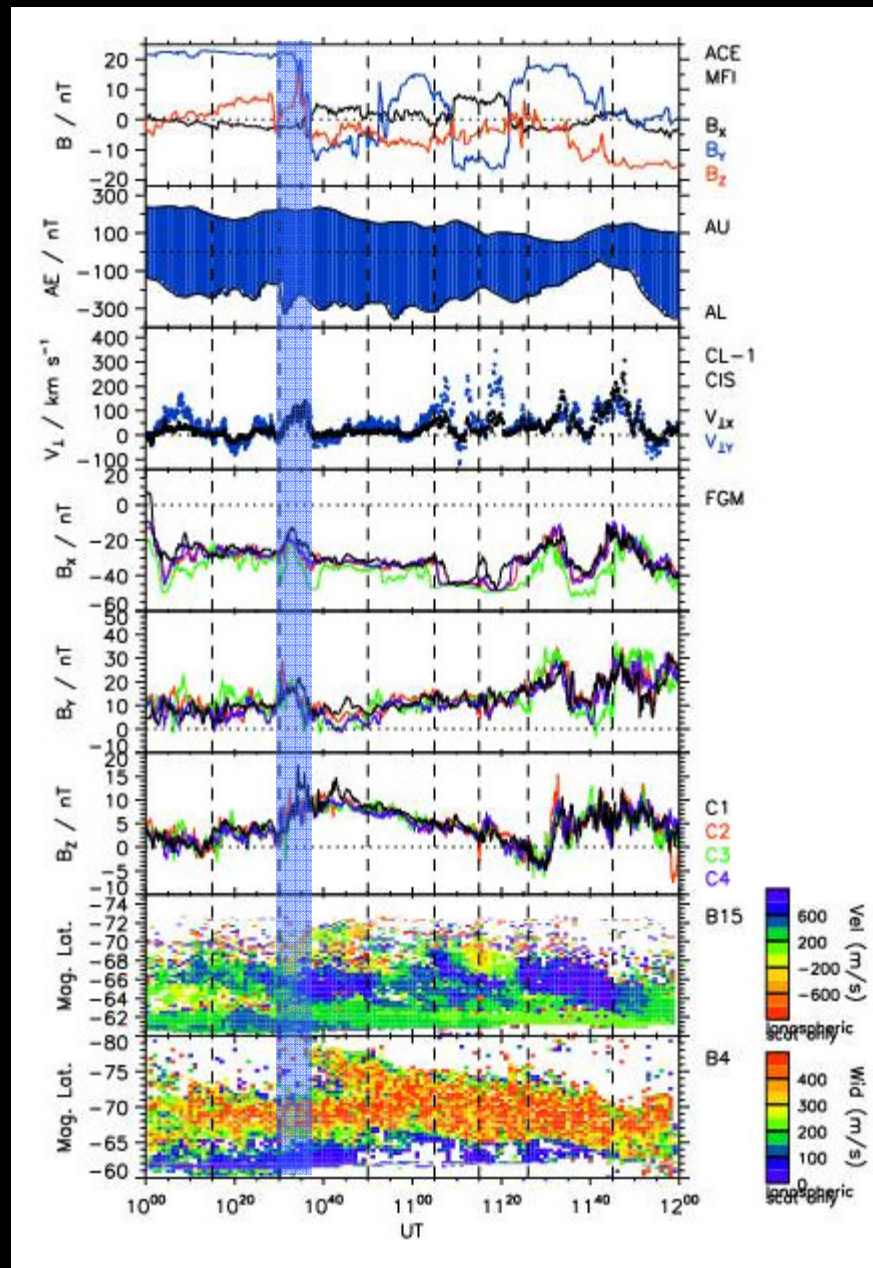 B / nT
20
10
0
−10
−20
ACE
MFI
Bx
BY
Bz
AE / nT
300
100
−100
−300
AU
AL
V⊥ / km s⁻¹
400
300
200
100
0
−100
CL−1
CIS
V⊥X
V⊥Y
BX / nT
20
0
−20
−40
−60
FGM
BY / nT
50
40
30
20
10
0
−10
BZ / nT
20
15
10
5
0
−5
−10
C1
C2
C3
C4
Mag. Lat.
−74
−72
−70
−68
−66
−64
−62
B15
600
200
−200
−600
Vel (m/s)
Ionospheric
scat only
Mag. Lat.
−80
−75
−70
−65
−60
B4
400
300
200
100
0
Wid (m/s)
Ionospheric
scat only
10⁰⁰ 10²⁰ 10⁴⁰ 11⁰⁰ 11²⁰ 11⁴⁰ 12⁰⁰
UT